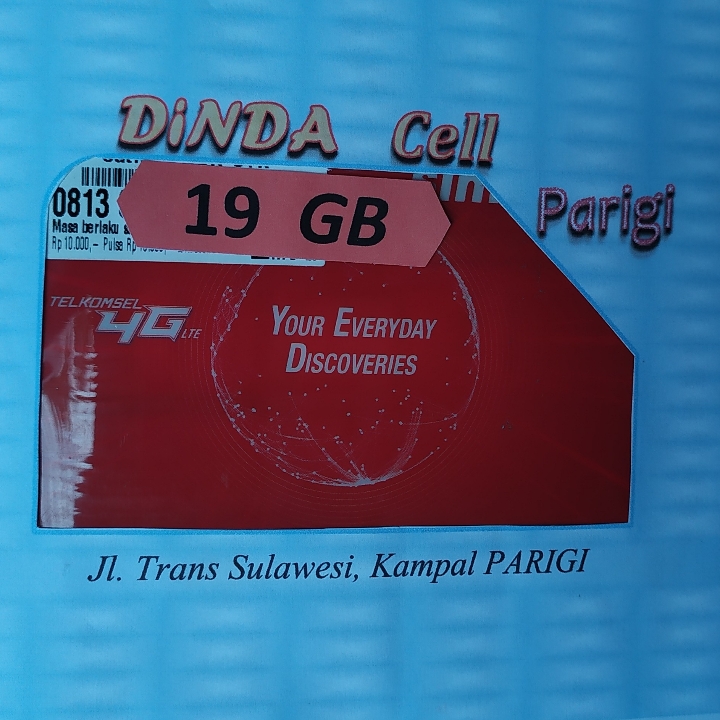 DiNDA Cell
Parigi
19 GB
0813
Masa berlaku
Rp 10.000,- Pulsa Rp
TELKOMSEL
4G LTE
YOUR EVERYDAY
DISCOVERIES
Jl. Trans Sulawesi, Kampal PARIGI